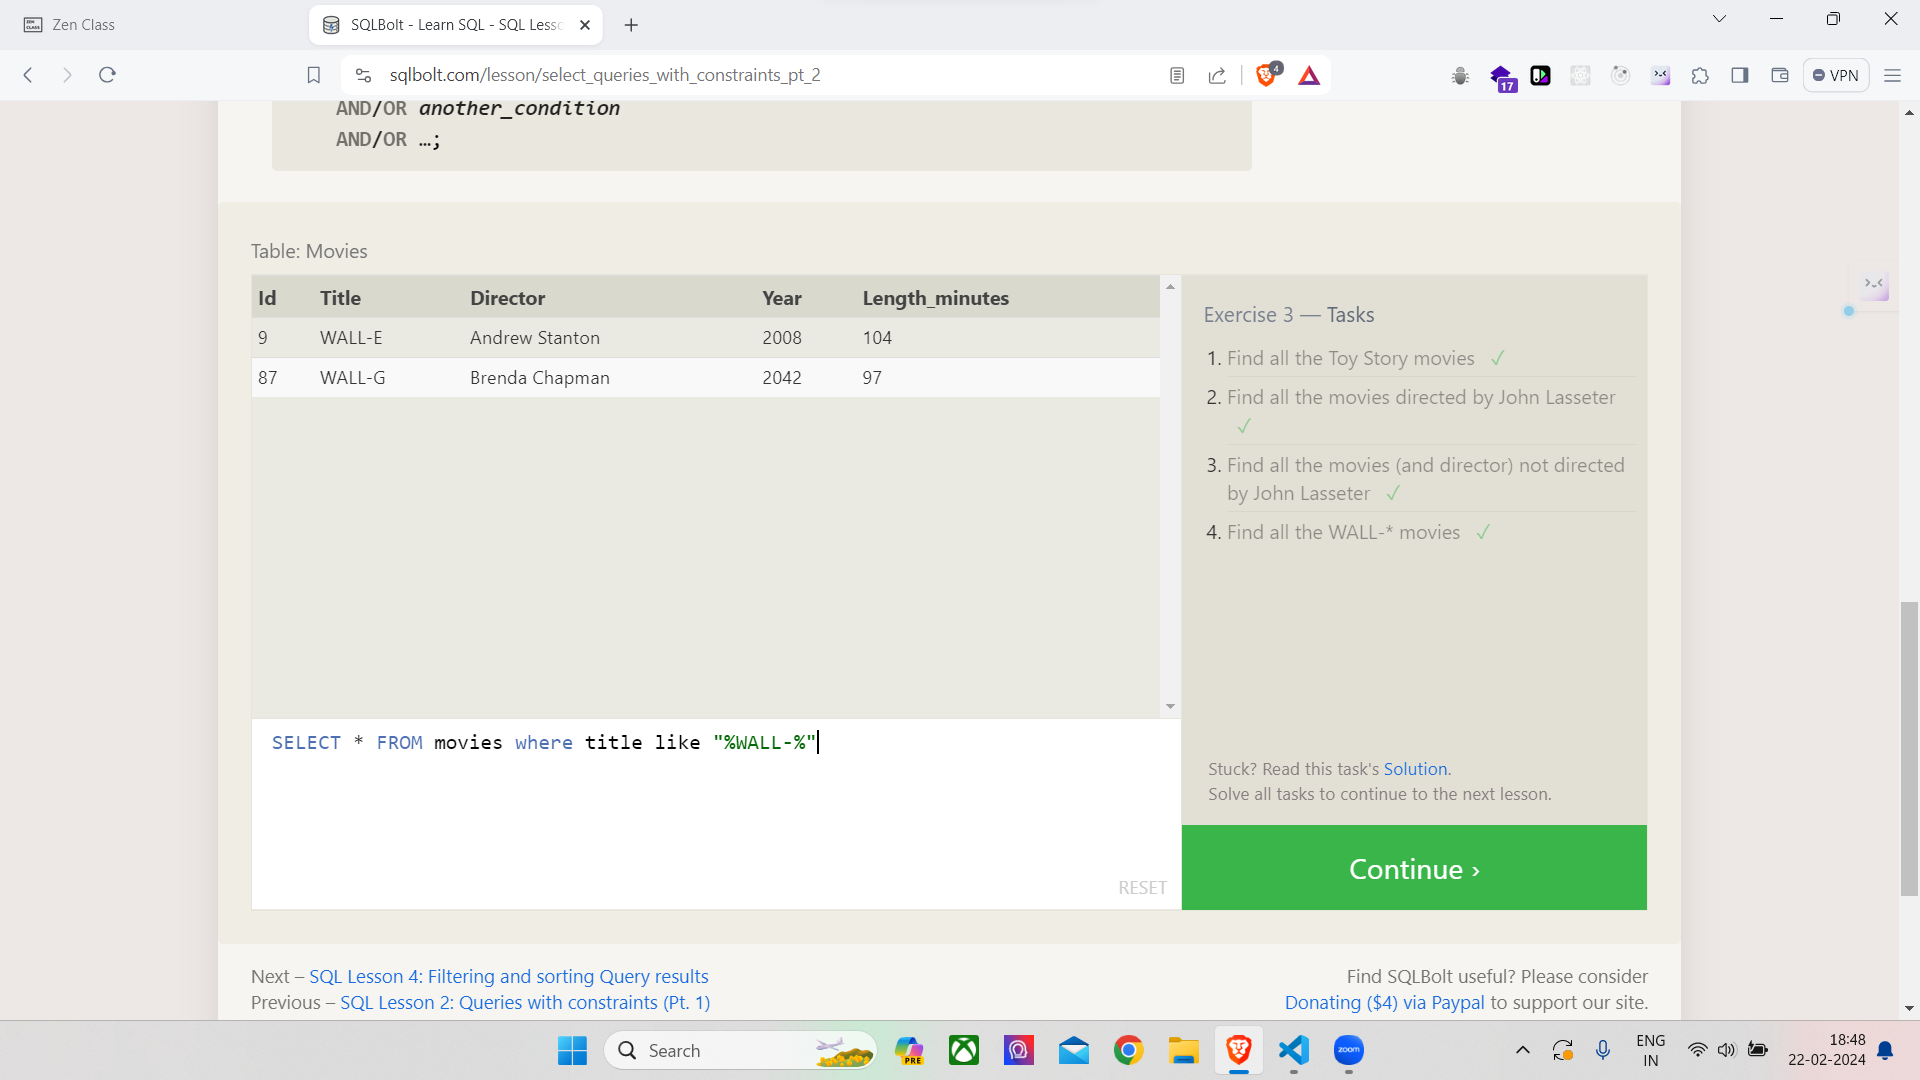 Zen Class
SQLBolt - Learn SQL - SQL Less
sqlbolt.com/lesson/select_queries_with_constraints_pt_2
4
17
VPN
AND/OR another_condition
AND/OR …;
Table: Movies
Id Title Director Year Length_minutes
9 WALL-E Andrew Stanton 2008 104
87 WALL-G Brenda Chapman 2042 97
Exercise 3 — Tasks
1. Find all the Toy Story movies ✓
2. Find all the movies directed by John Lasseter
✓
3. Find all the movies (and director) not directed
by John Lasseter ✓
4. Find all the WALL-* movies ✓
SELECT * FROM movies where title like "%WALL-%"
RESET
Stuck? Read this task's Solution.
Solve all tasks to continue to the next lesson.
Continue ›
Next – SQL Lesson 4: Filtering and sorting Query results
Previous – SQL Lesson 2: Queries with constraints (Pt. 1)
Find SQLBolt useful? Please consider
Donating ($4) via Paypal to support our site.
Search
PRE
zoom
ENG
IN
18:48
22-02-2024